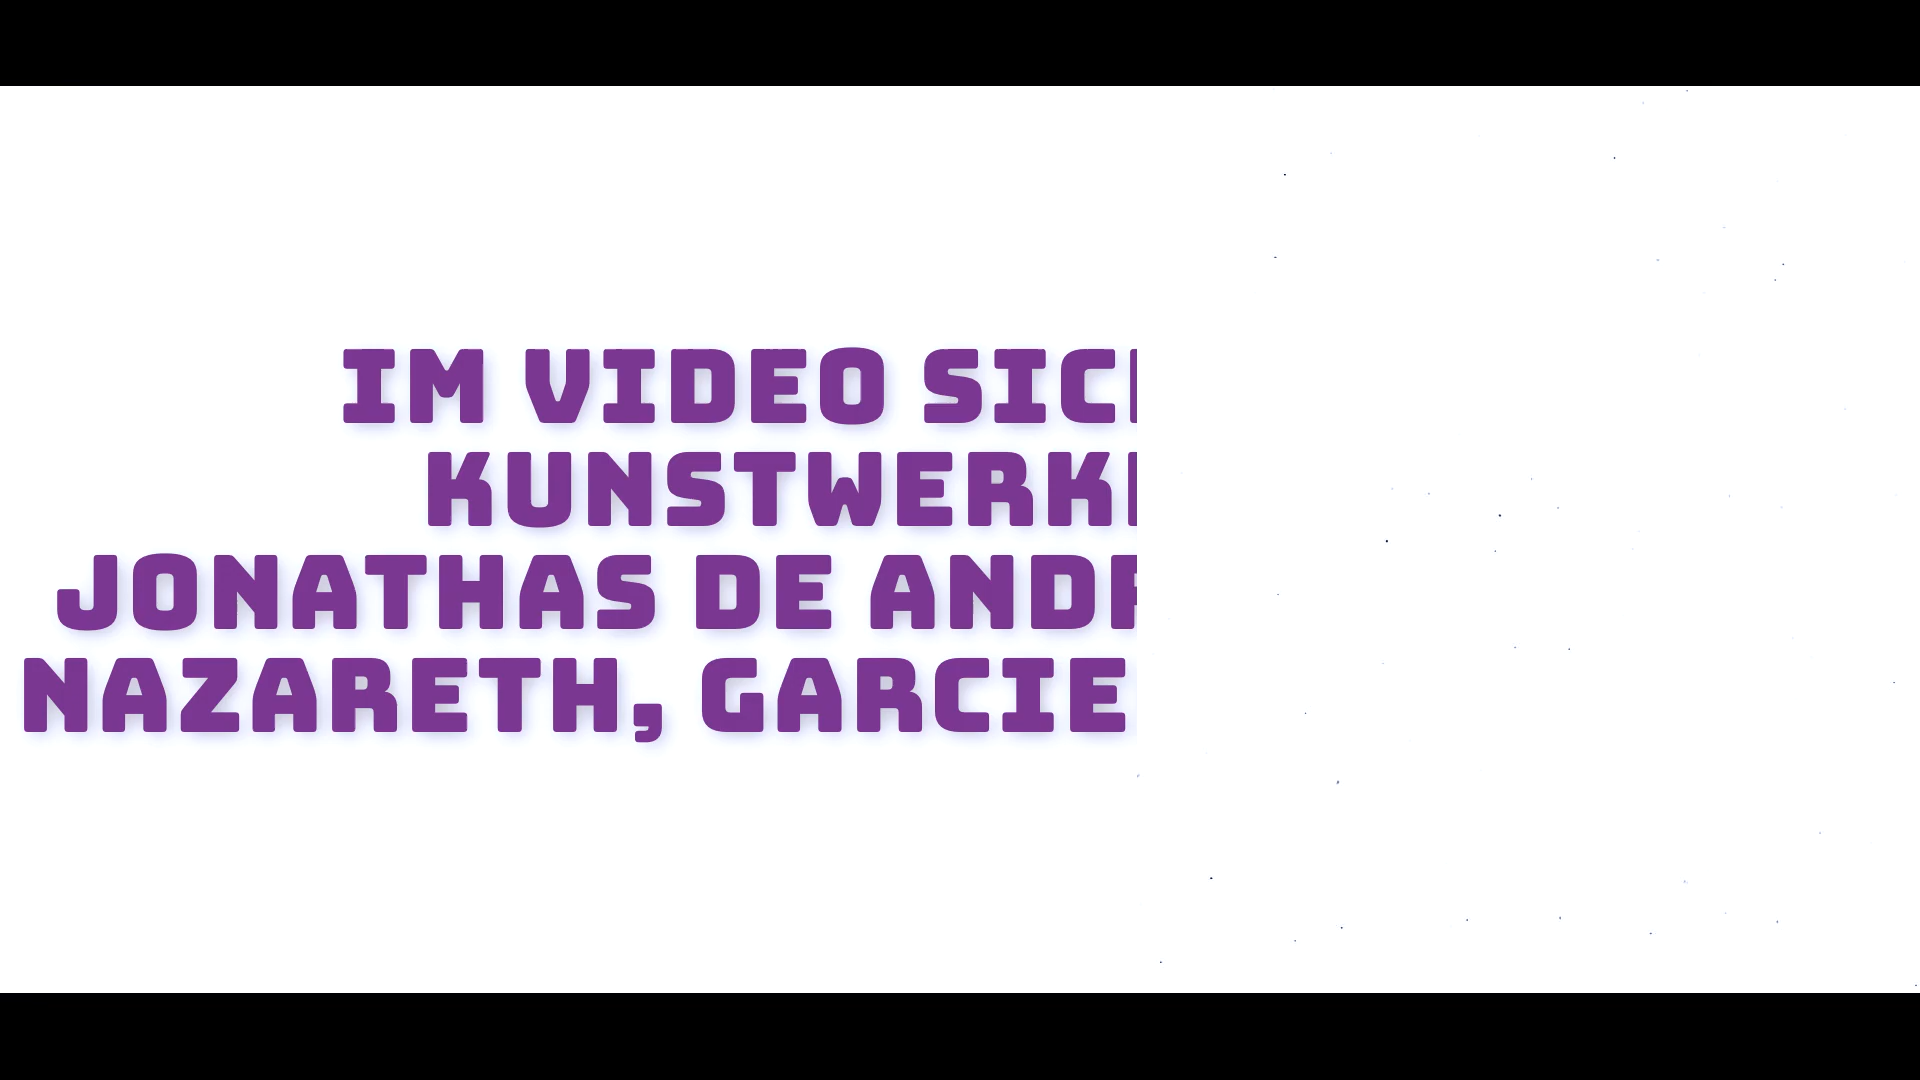 IM VIDEO SIC
KUNSTWERK
JONATHAS DE AND
NAZARETH, GARCIE